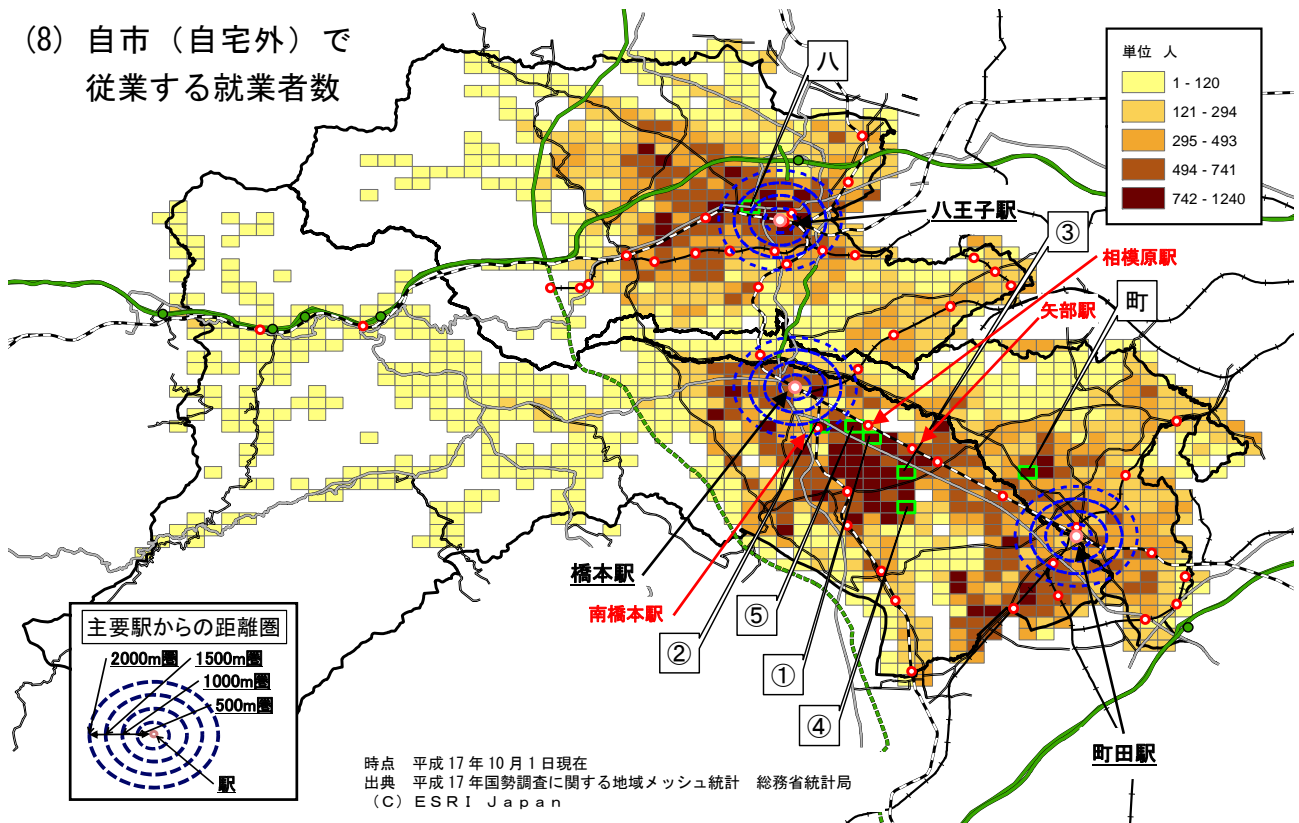 (8) 自市（自宅外）で
従業する就業者数
単位 人
1 - 120
121 - 294
295 - 493
494 - 741
742 - 1240
八
八王子駅
③
相模原駅
町
矢部駅
橋本駅
南橋本駅
②
⑤
①
④
町田駅
主要駅からの距離圏
2000m圏
1500m圏
1000m圏
500m圏
駅
時点 平成 17 年 10 月 1 日現在
出典 平成 17 年国勢調査に関する地域メッシュ統計 総務省統計局
（C）ＥＳＲＩ Ｊａｐａｎ